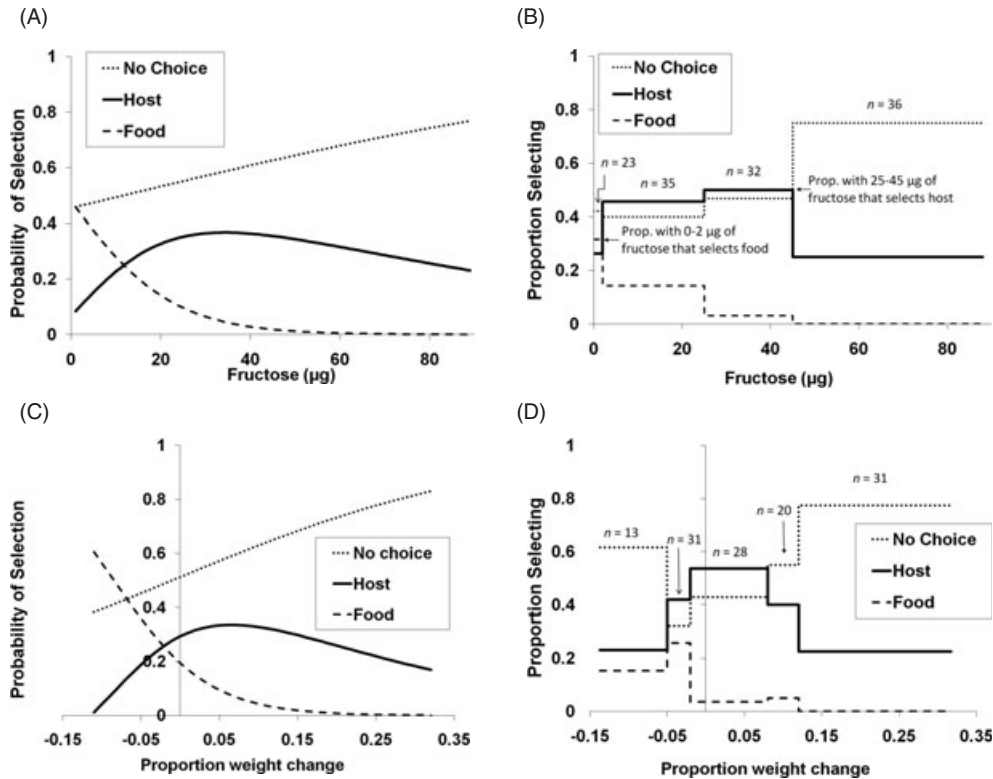 (A)
1
0.8
0.6
0.4
0.2
0
Probability of Selection
No Choice
Host
Food
0 20 40 60 80
Fructose (µg)
(B)
1
0.8
0.6
0.4
0.2
0
Proportion Selecting
No Choice
Host
Food
n = 36
n = 23
n = 35
n = 32
Prop. with 25-45 µg of
fructose that selects host
Prop. with 0-2 µg of
fructose that selects food
0 20 40 60 80
Fructose (µg)
(C)
1
0.8
0.6
0.4
0.2
0
Probability of Selection
No choice
Host
Food
-0.15 -0.05 0.05 0.15 0.25 0.35
Proportion weight change
(D)
1
0.8
0.6
0.4
0.2
0
Proportion Selecting
n = 31
n = 20
n = 13
n = 31
n = 28
No Choice
Host
Food
-0.15 -0.05 0.05 0.15 0.25 0.35
Proportion weight change